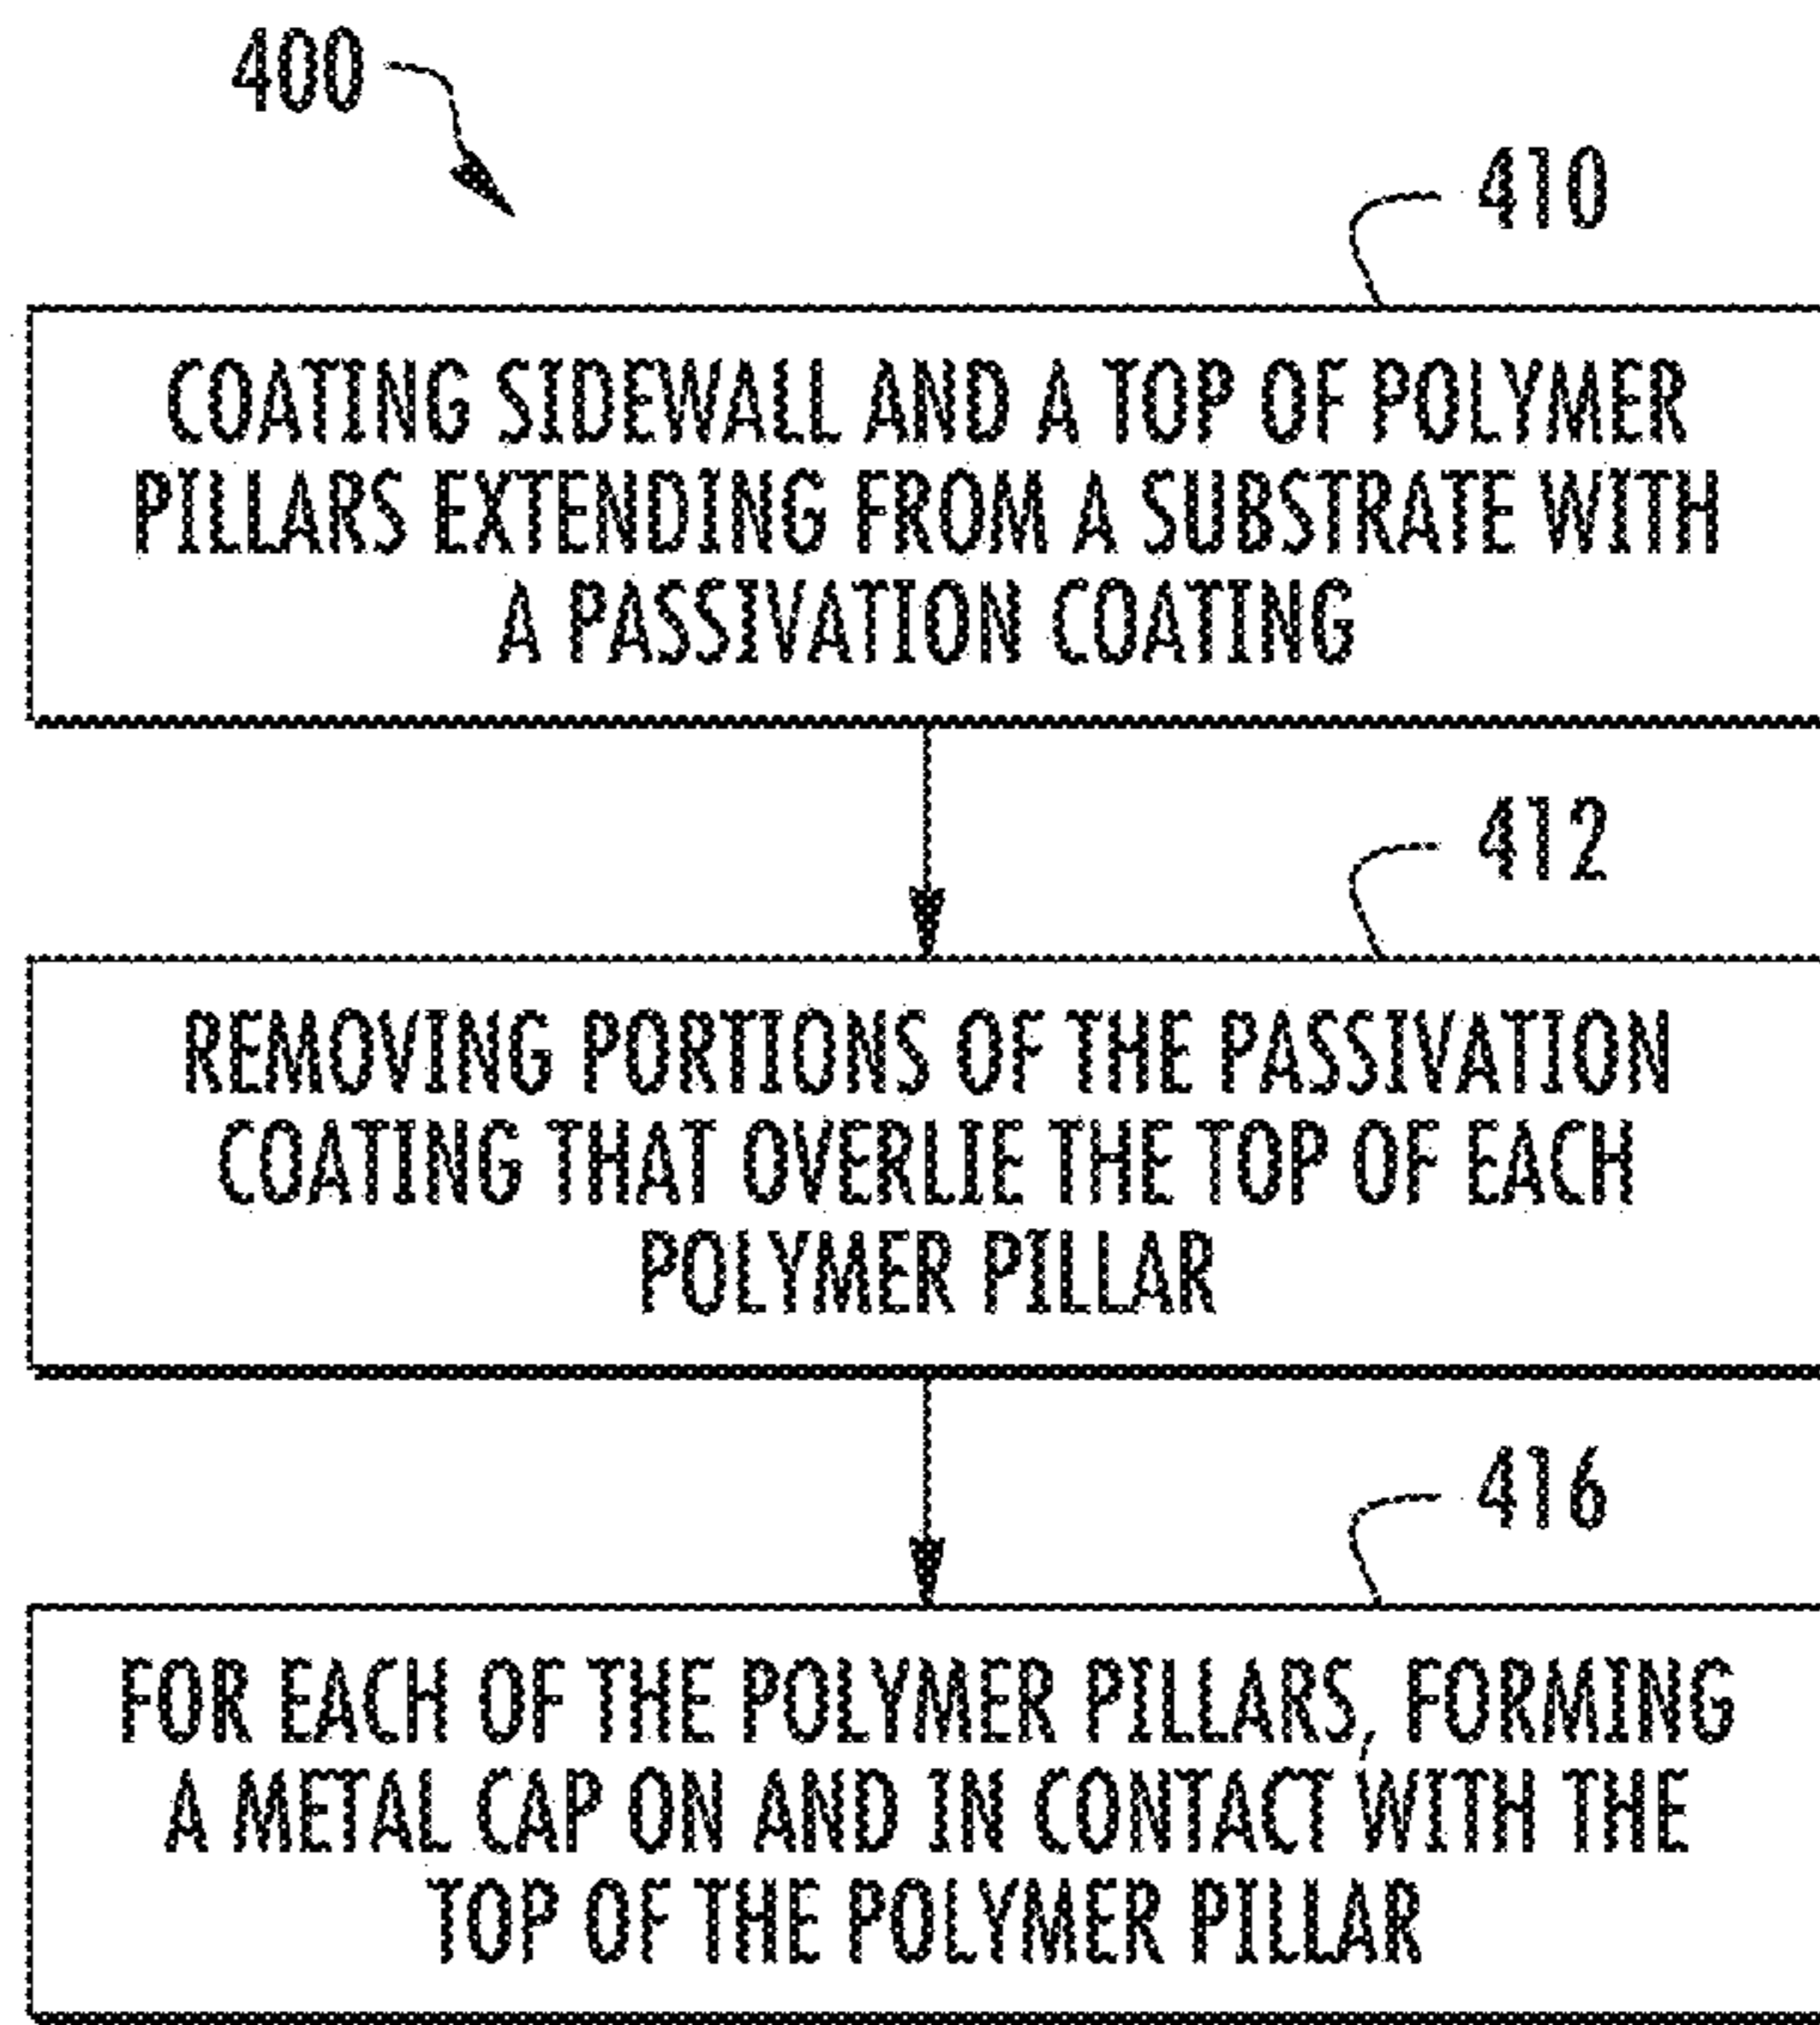 400
410
COATING SIDEWALL AND A TOP OF POLYMER
PILLARS EXTENDING FROM A SUBSTRATE WITH
A PASSIVATION COATING
412
REMOVING PORTIONS OF THE PASSIVATION
COATING THAT OVERLIE THE TOP OF EACH
POLYMER PILLAR
416
FOR EACH OF THE POLYMER PILLARS, FORMING
A METAL CAP ON AND IN CONTACT WITH THE
TOP OF THE POLYMER PILLAR